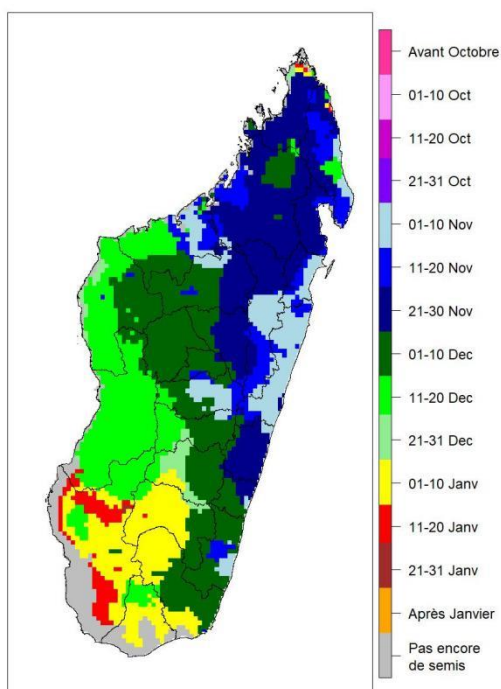 Avant Octobre
01-10 Oct
11-20 Oct
21-31 Oct
01-10 Nov
11-20 Nov
21-30 Nov
01-10 Dec
11-20 Dec
21-31 Dec
01-10 Janv
11-20 Janv
21-31 Janv
Après Janvier
Pas encore
de semis